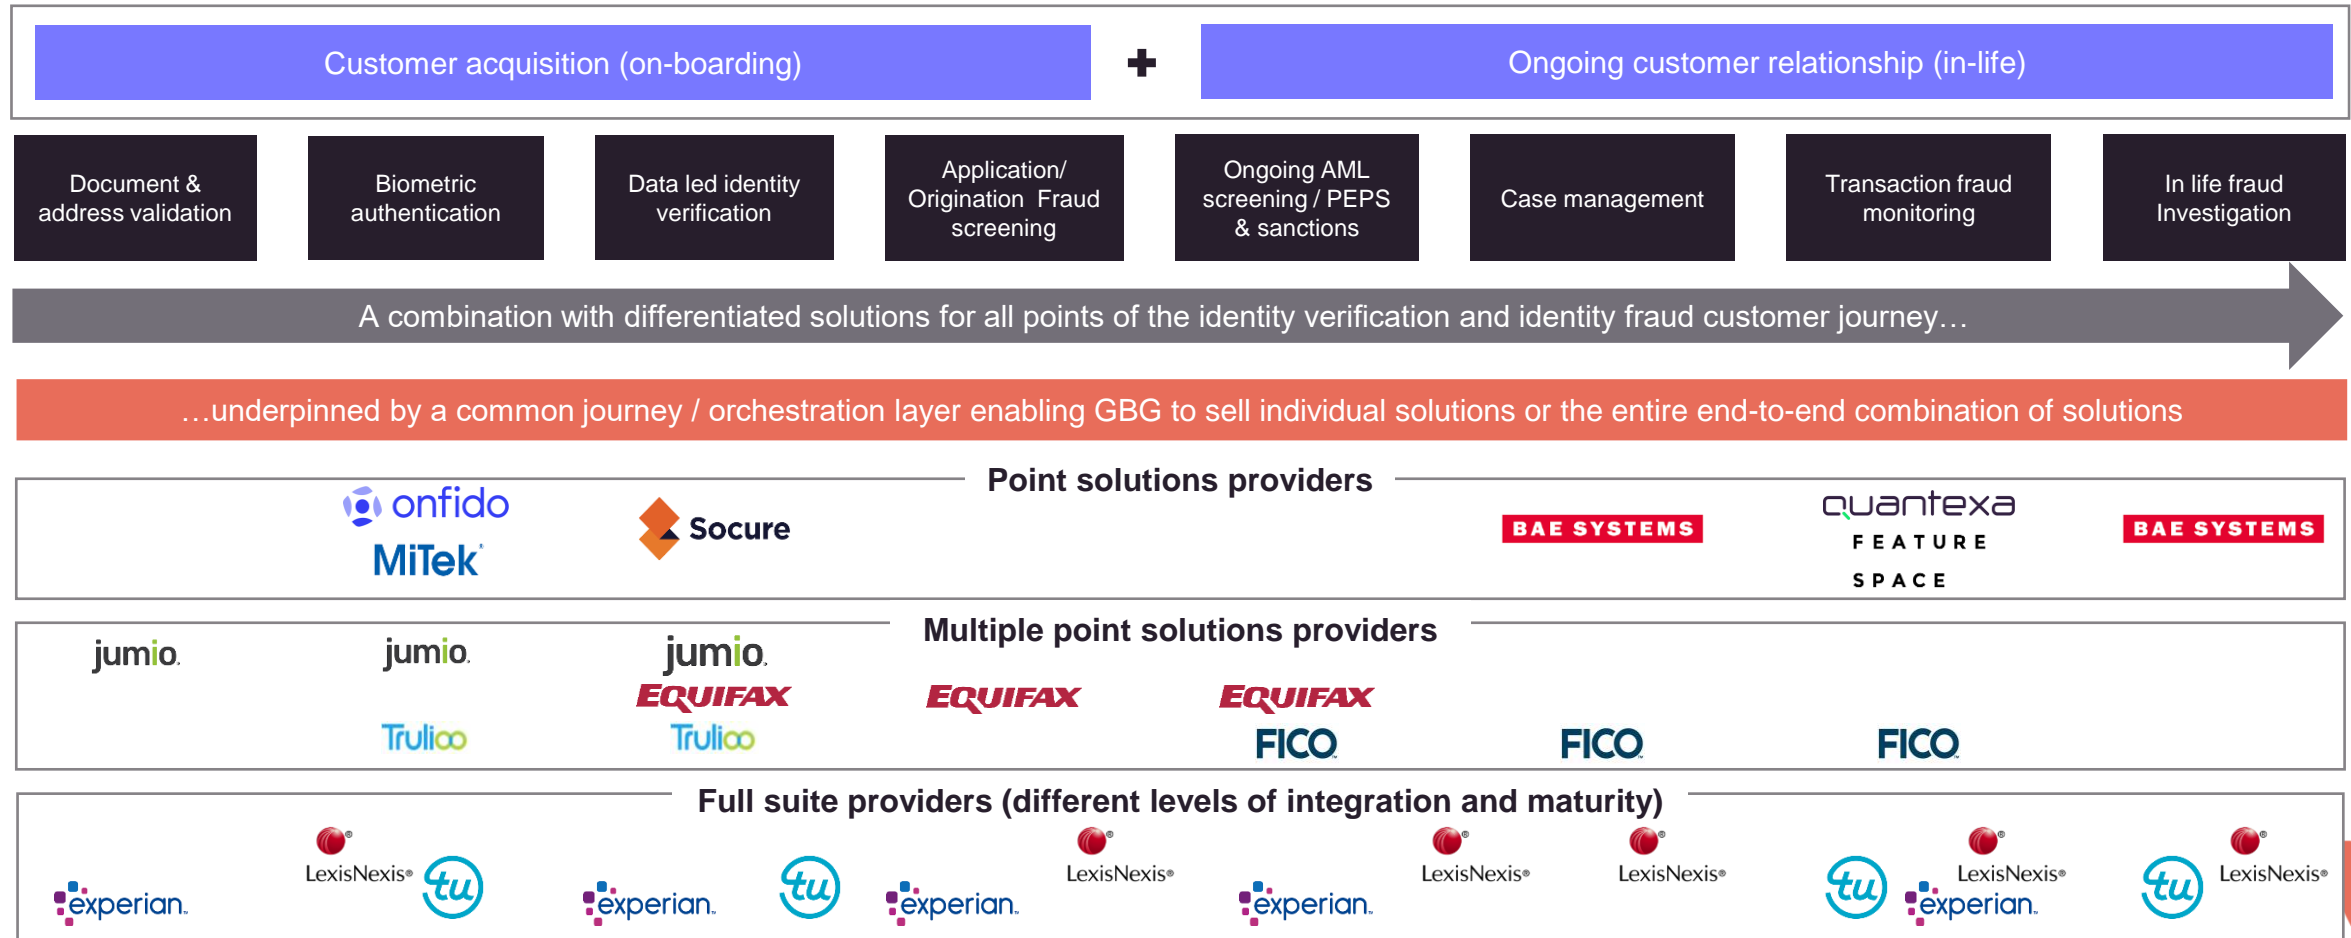 Customer acquisition (on-boarding)
Ongoing customer relationship (in-life)
Document &
address validation
Biometric
authentication
Data led identity
verification
Application/
Origination Fraud
screening
Ongoing AML
screening / PEPS
& sanctions
Case management
Transaction fraud
monitoring
In life fraud
Investigation
A combination with differentiated solutions for all points of the identity verification and identity fraud customer journey…
…underpinned by a common journey / orchestration layer enabling GBG to sell individual solutions or the entire end-to-end combination of solutions
Point solutions providers
onfido
MiTek
Socure
BAE SYSTEMS
quantexa
FEATURE
SPACE
BAE SYSTEMS
Multiple point solutions providers
jumio.
jumio.
jumio.
EQUIFAX
EQUIFAX
EQUIFAX
Trulioo
Trulioo
FICO
FICO
FICO
Full suite providers (different levels of integration and maturity)
experian.
LexisNexis®
tu
experian.
tu
experian.
LexisNexis®
experian.
LexisNexis®
LexisNexis®
tu
LexisNexis®
experian.
tu
LexisNexis®